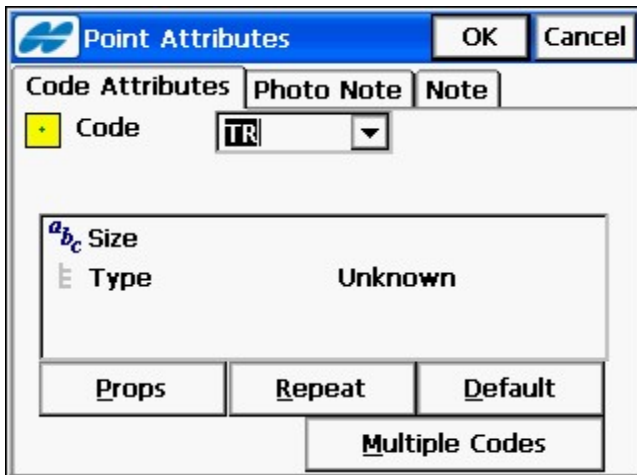 Point Attributes OK Cancel
Code Attributes Photo Note Note
Code TR
abc Size
Type Unknown
Props Repeat Default
Multiple Codes